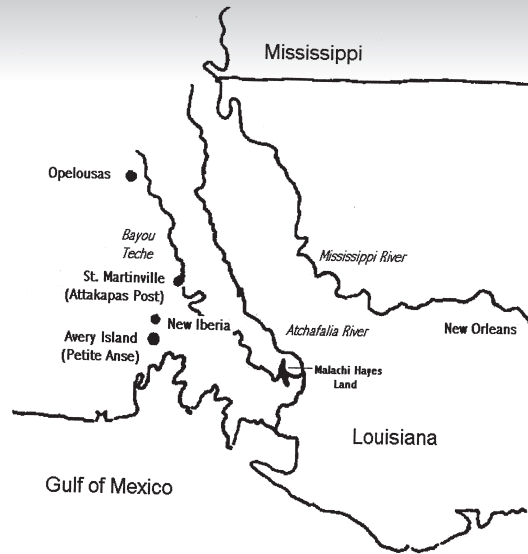 Mississippi
Opelousas
Bayou
Teche
Mississippi River
St. Martinville
(Attakapas Post)
New Iberia
Atchafalia River
New Orleans
Avery Island
(Petite Anse)
Malachi Hayes
Land
Louisiana
Gulf of Mexico